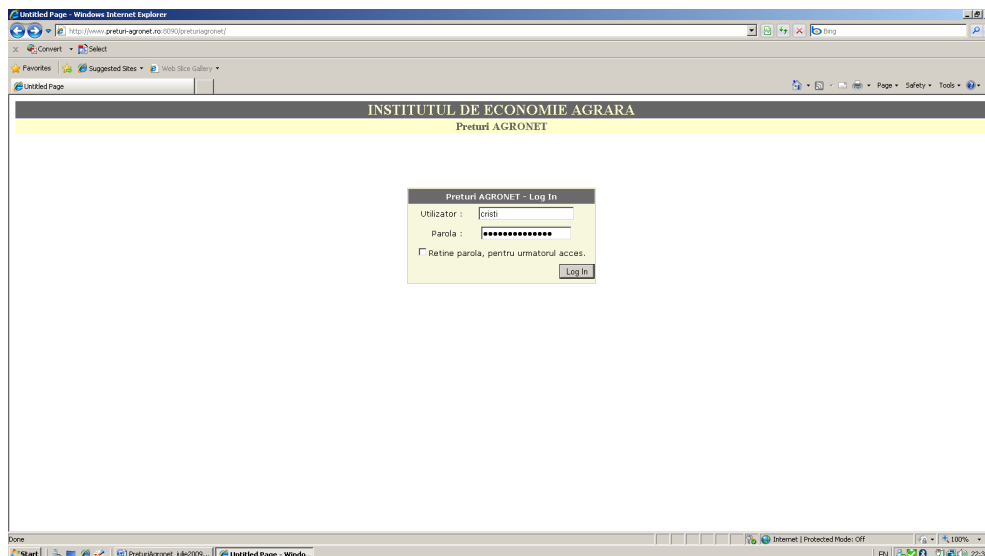 Untitled Page - Windows Internet Explorer
http://www.preturi-agronet.ro:8090/preturiagronet/
Bing
x Convert Select
Favorites Suggested Sites Web Slice Gallery
Untitled Page
Page Safety Tools
INSTITUTUL DE ECONOMIE AGRARA
Preturi AGRONET
Preturi AGRONET - Log In
Utilizator : cristi
Parola : ●●●●●●●●●●●●●●
Retine parola, pentru urmatorul acces.
Log In
Done
Internet | Protected Mode: Off
100%
Start
PreturiAgronet_iulie2009...
Untitled Page - Windo...
EN
22:3